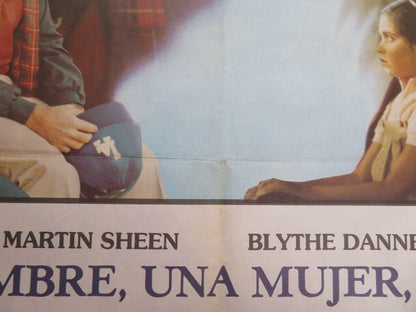 MARTIN SHEEN BLYTHE DANNE
MBRE, UNA MUJER,